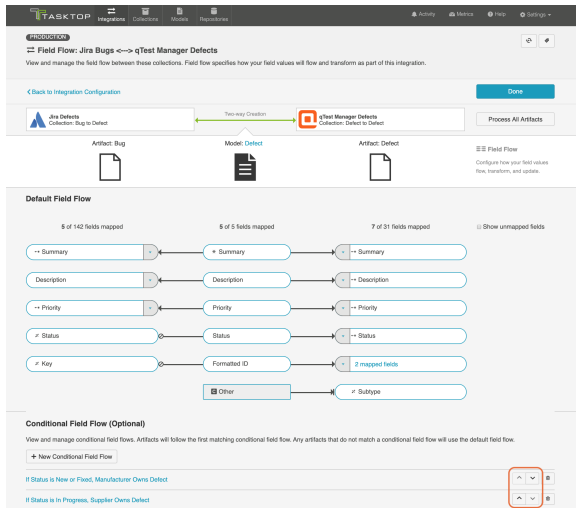 TASKTOP
Integrations
Collections
Models
Repositories
Activity
Metrics
Help
Settings
PRODUCTION
Field Flow: Jira Bugs <---> qTest Manager Defects
View and manage the field flow between these collections. Field flow specifies how your field values will flow and transform as part of this integration.
Back to Integration Configuration
Done
Jira Defects
Collection: Bug to Defect
Two-way Creation
qTest Manager Defects
Collection: Defect to Defect
Process All Artifacts
Artifact: Bug
Model: Defect
Artifact: Defect
Field Flow
Configure how your field values
flow, transform, and update.
Default Field Flow
5 of 142 fields mapped
5 of 5 fields mapped
7 of 31 fields mapped
Show unmapped fields
Summary
* Summary
Summary
Description
Description
Description
Priority
Priority
Priority
Status
Status
Status
Key
Formatted ID
2 mapped fields
C Other
Subtype
Conditional Field Flow (Optional)
View and manage conditional field flows. Artifacts will follow the first matching conditional field flow. Any artifacts that do not match a conditional field flow will use the default field flow.
+ New Conditional Field Flow
If Status is New or Fixed, Manufacturer Owns Defect
If Status is In Progress, Supplier Owns Defect